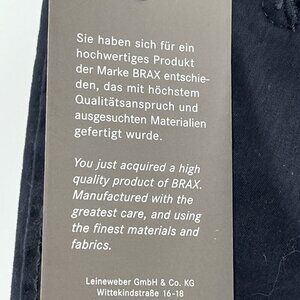 Sie haben sich für ein
hochwertiges Produkt
der Marke BRAX entschie-
den, das mit höchstem
Qualitätsanspruch und
ausgesuchten Materialien
gefertigt wurde.
You just acquired a high
quality product of BRAX.
Manufactured with the
greatest care, and using
the finest materials and
fabrics.
Leineweber GmbH & Co. KG
Wittekindstraße 16-18